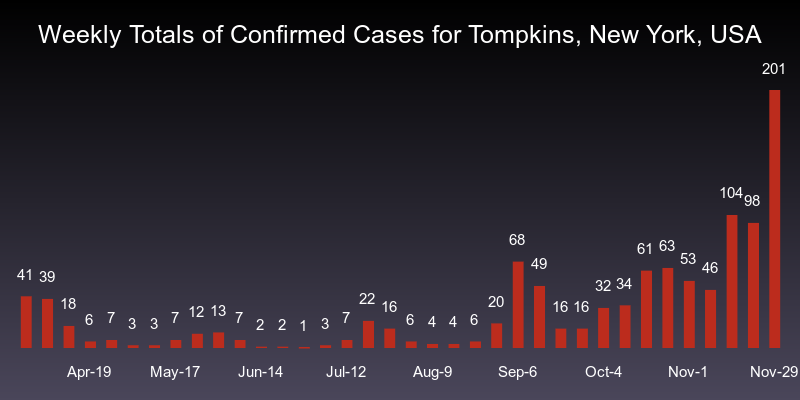 Weekly Totals of Confirmed Cases for Tompkins, New York, USA
41 39 18 6 7 3 3 7 12 13 7 2 2 1 3 7 22 16 6 4 4 6 20 68 49 16 16 32 34 61 63 53 46 104 98 201
Apr-19 May-17 Jun-14 Jul-12 Aug-9 Sep-6 Oct-4 Nov-1 Nov-29